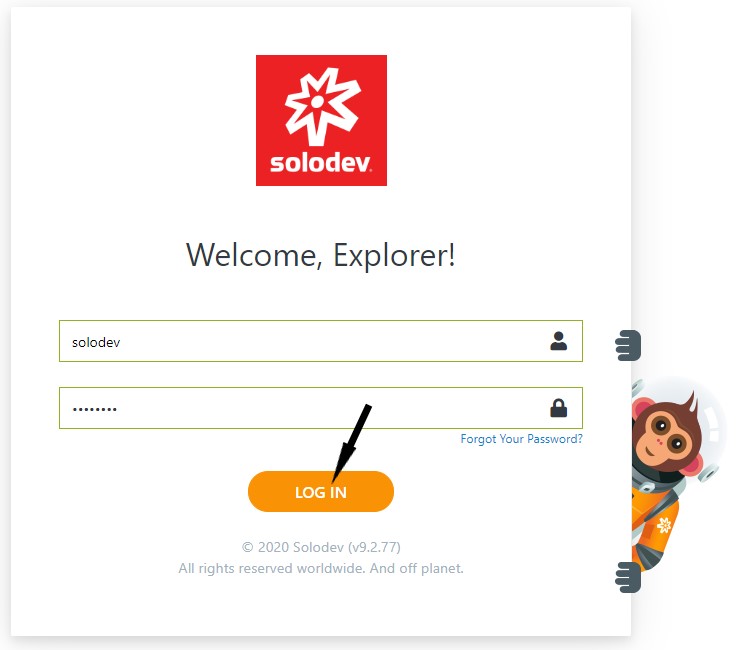 solodev
Welcome, Explorer!
solodev
••••••••
Forgot Your Password?
LOG IN
© 2020 Solodev (v9.2.77)
All rights reserved worldwide. And off planet.